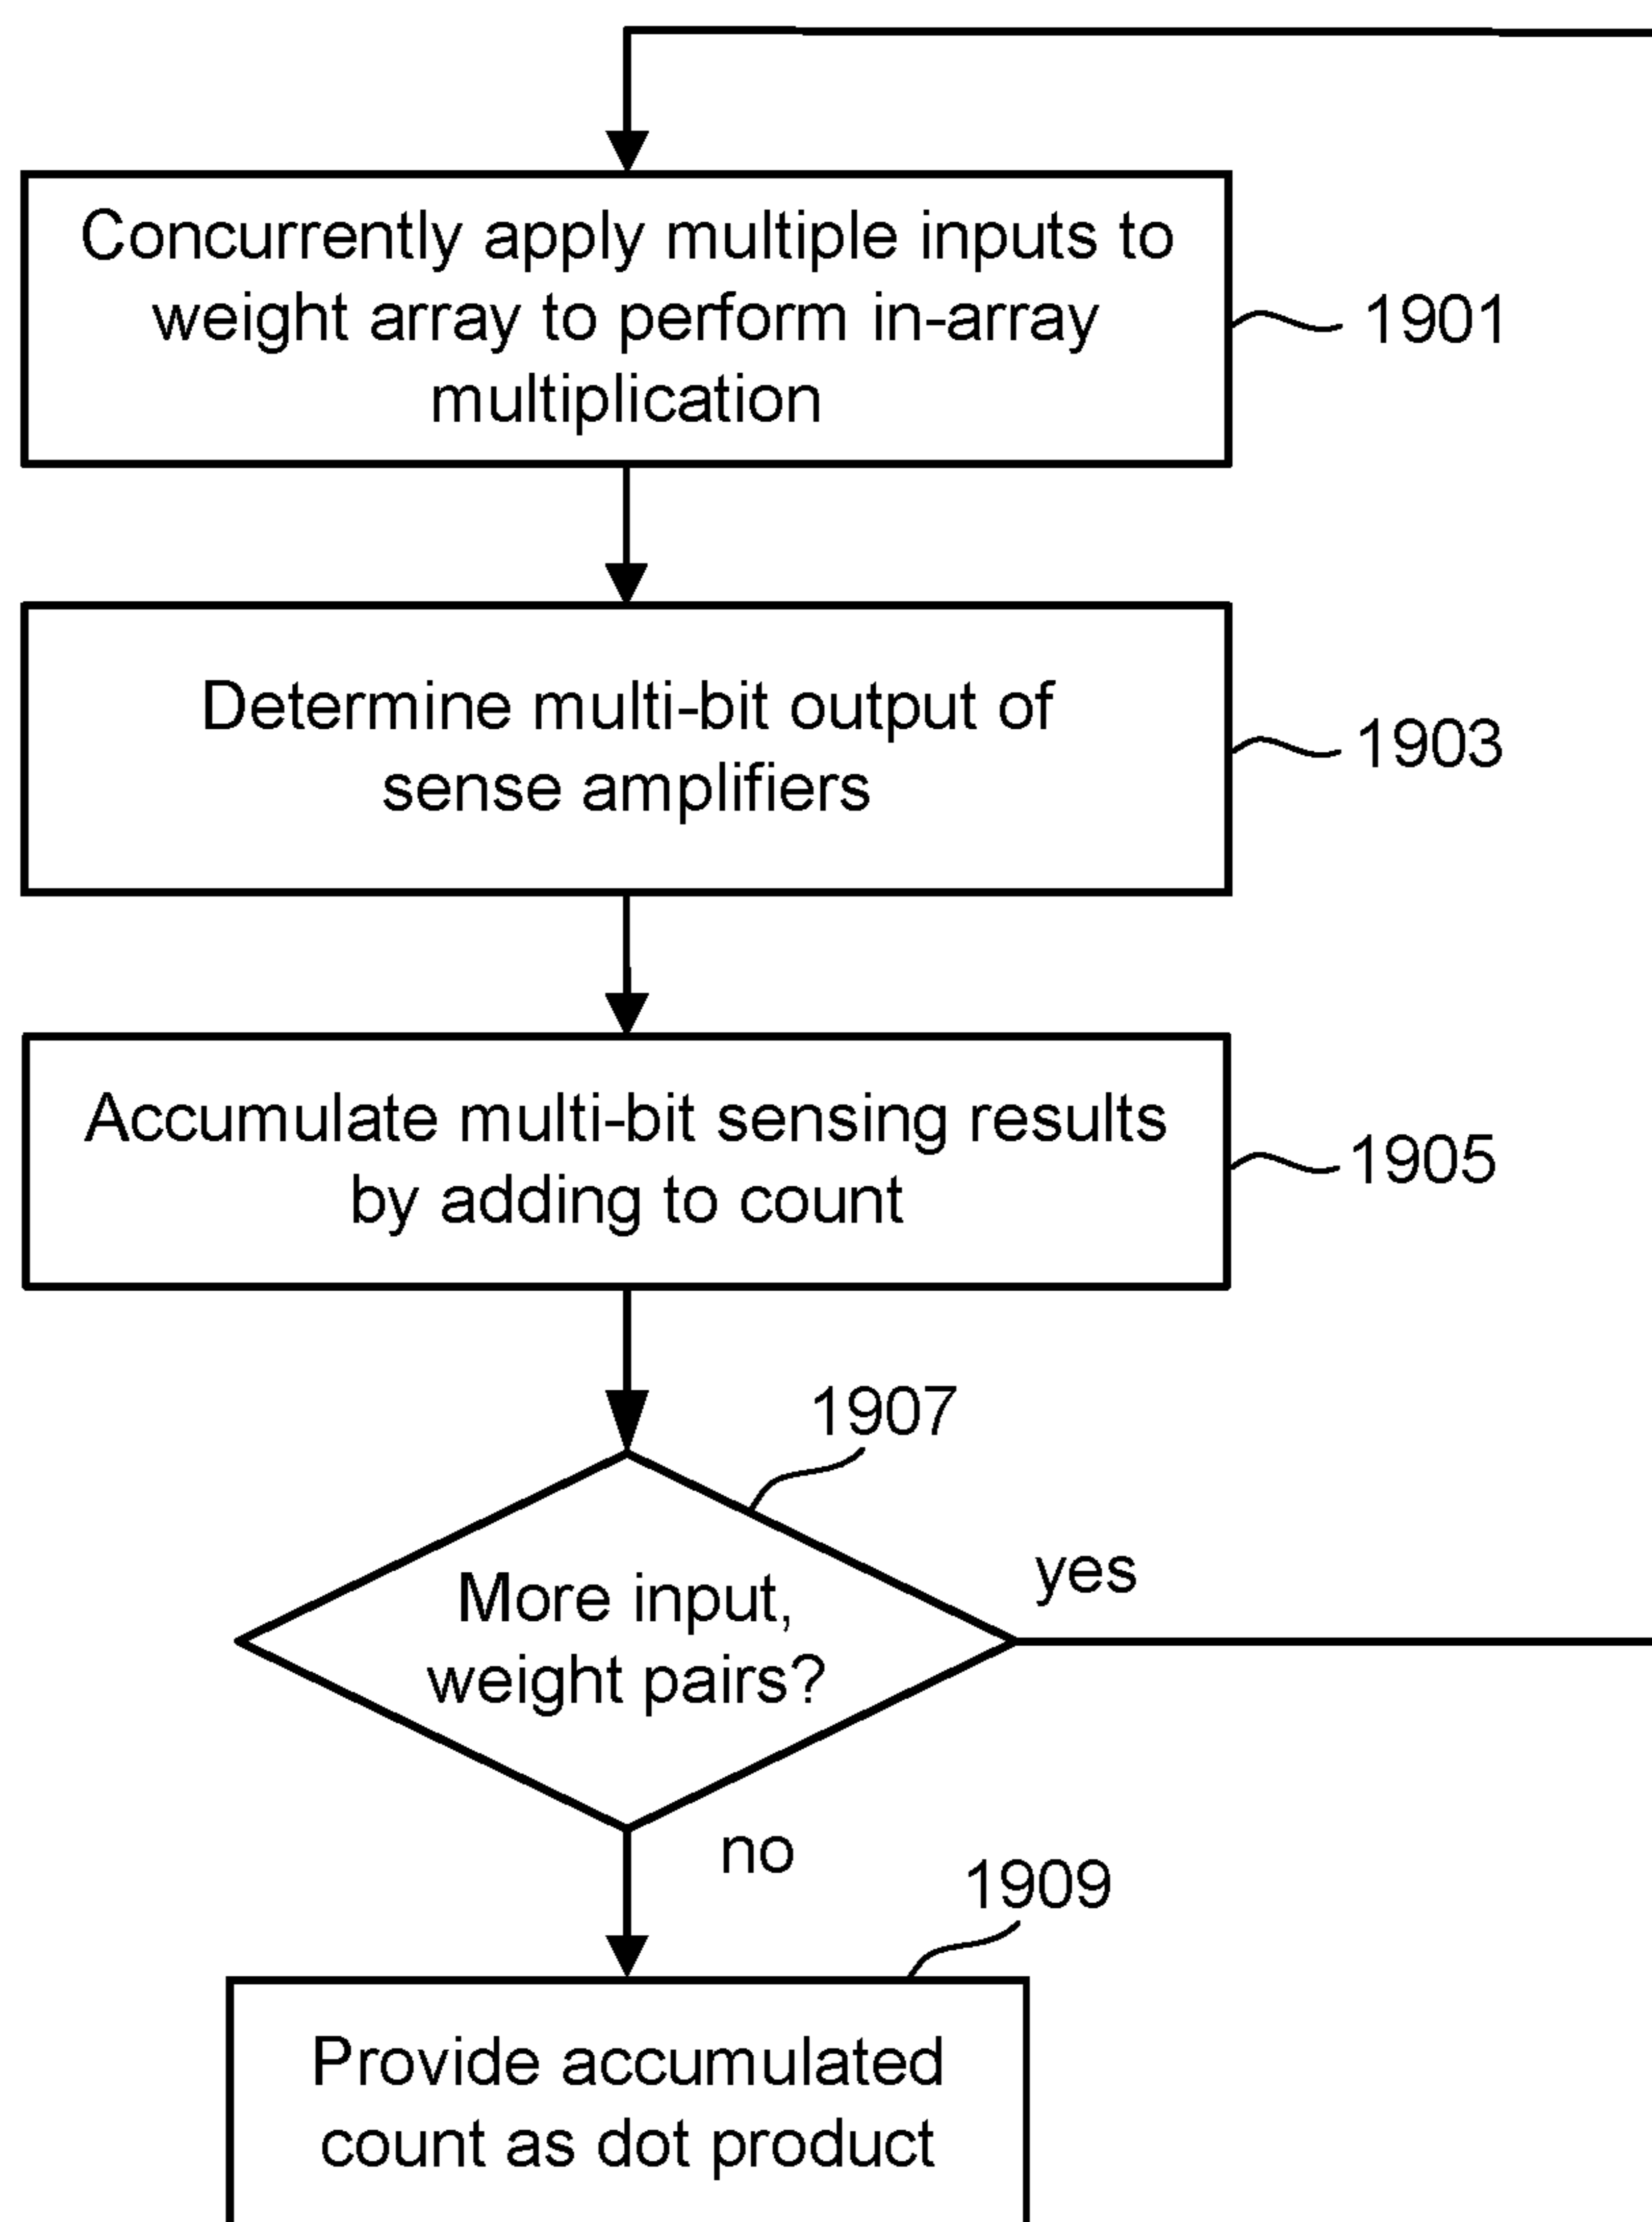 Concurrently apply multiple inputs to
weight array to perform in-array
multiplication
1901
Determine multi-bit output of
sense amplifiers
1903
Accumulate multi-bit sensing results
by adding to count
1905
1907
More input,
weight pairs?
yes
no
1909
Provide accumulated
count as dot product